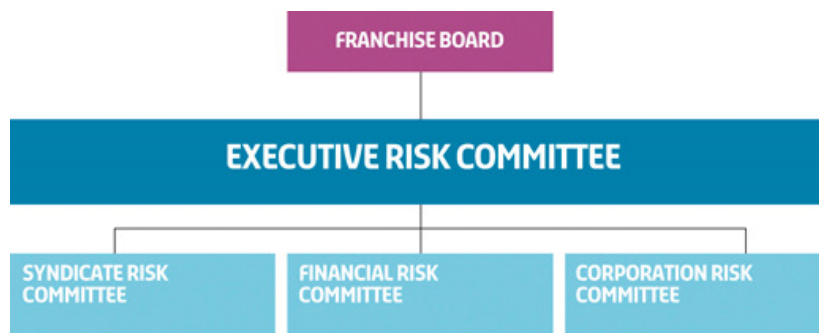 FRANCHISE BOARD
EXECUTIVE RISK COMMITTEE
SYNDICATE RISK
COMMITTEE
FINANCIAL RISK
COMMITTEE
CORPORATION RISK
COMMITTEE